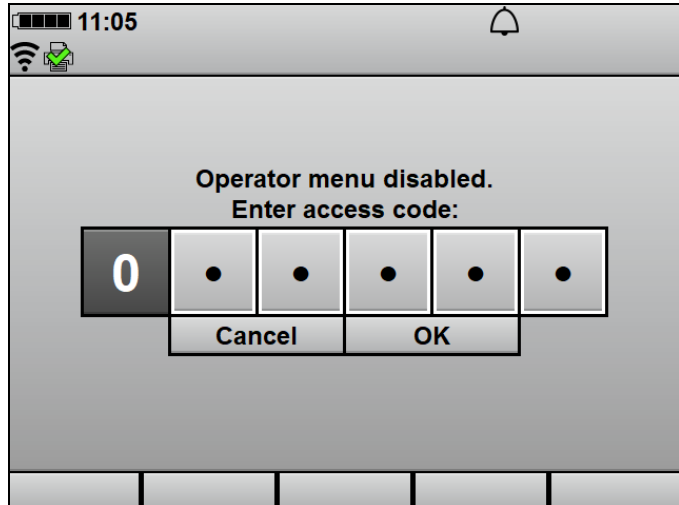 11:05
Operator menu disabled.
Enter access code:
0 • • • • •
Cancel OK